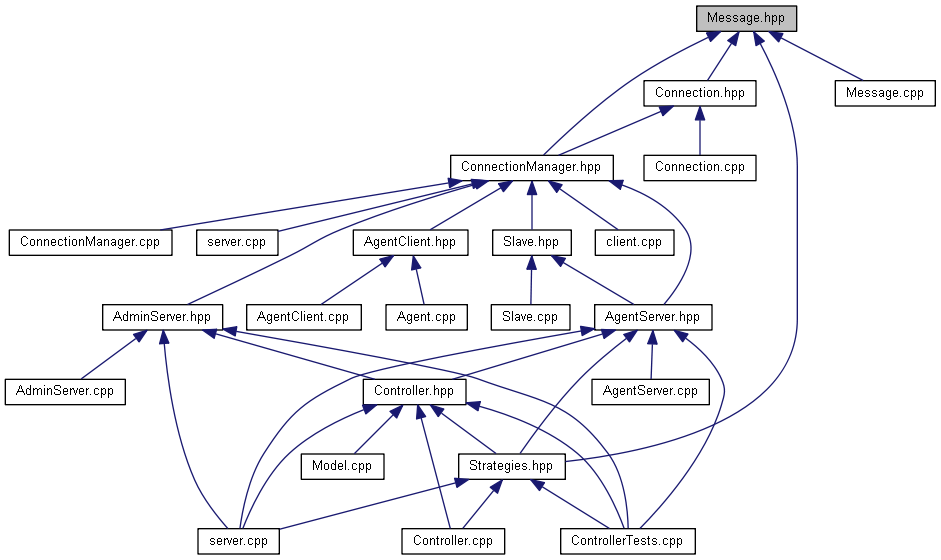 Message.hpp
Connection.hpp
Message.cpp
ConnectionManager.hpp
Connection.cpp
ConnectionManager.cpp
server.cpp
AgentClient.hpp
Slave.hpp
client.cpp
AdminServer.hpp
AgentClient.cpp
Agent.cpp
Slave.cpp
AgentServer.hpp
AdminServer.cpp
Controller.hpp
AgentServer.cpp
Model.cpp
Strategies.hpp
server.cpp
Controller.cpp
ControllerTests.cpp